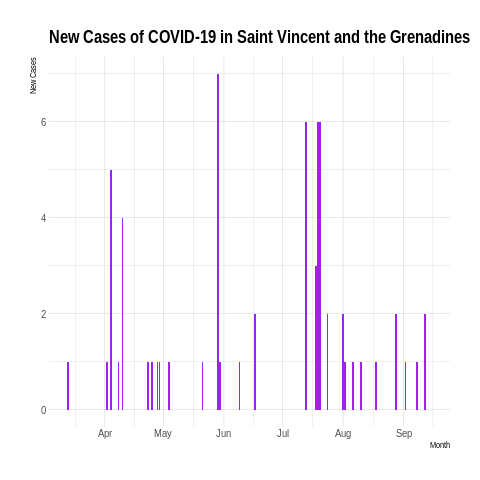 New Cases of COVID-19 in Saint Vincent and the Grenadines
New Cases
6
4
2
0
Apr May Jun Jul Aug Sep
Month